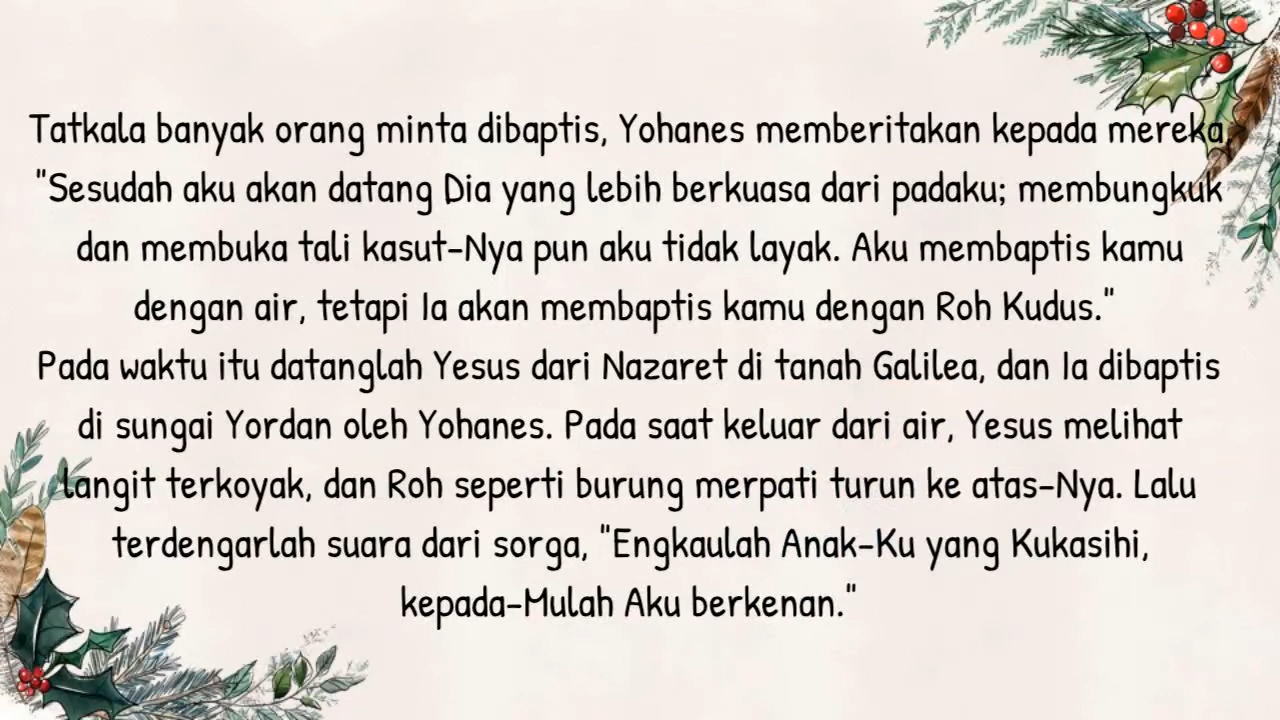 Tatkala banyak orang minta dibaptis, Yohanes memberitakan kepada mereka,
"Sesudah aku akan datang Dia yang lebih berkuasa dari padaku; membungkuk
dan membuka tali kasut-Nya pun aku tidak layak. Aku membaptis kamu
dengan air, tetapi Ia akan membaptis kamu dengan Roh Kudus."
Pada waktu itu datanglah Yesus dari Nazaret di tanah Galilea, dan Ia dibaptis
di sungai Yordan oleh Yohanes. Pada saat keluar dari air, Yesus melihat
langit terkoyak, dan Roh seperti burung merpati turun ke atas-Nya. Lalu
terdengarlah suara dari sorga, "Engkaulah Anak-Ku yang Kukasihi,
kepada-Mulah Aku berkenan."